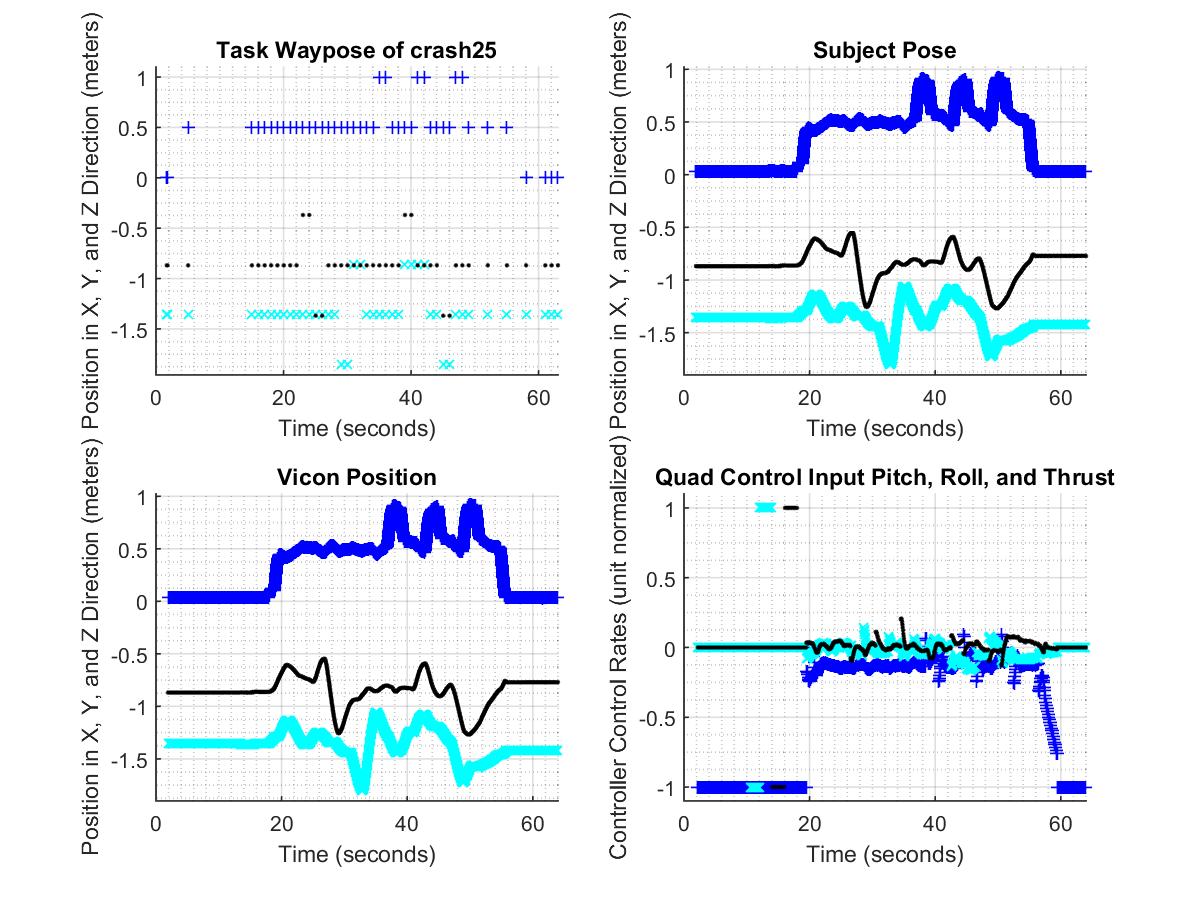 Task Waypose of crash25
Position in X, Y, and Z Direction (meters)
1
0.5
0
-0.5
-1
-1.5
0 20 40 60
Time (seconds)
Subject Pose
Position in X, Y, and Z Direction (meters)
1
0.5
0
-0.5
-1
-1.5
0 20 40 60
Time (seconds)
Vicon Position
Position in X, Y, and Z Direction (meters)
1
0.5
0
-0.5
-1
-1.5
0 20 40 60
Time (seconds)
Quad Control Input Pitch, Roll, and Thrust
Controller Control Rates (unit normalized)
1
0.5
0
-0.5
-1
0 20 40 60
Time (seconds)